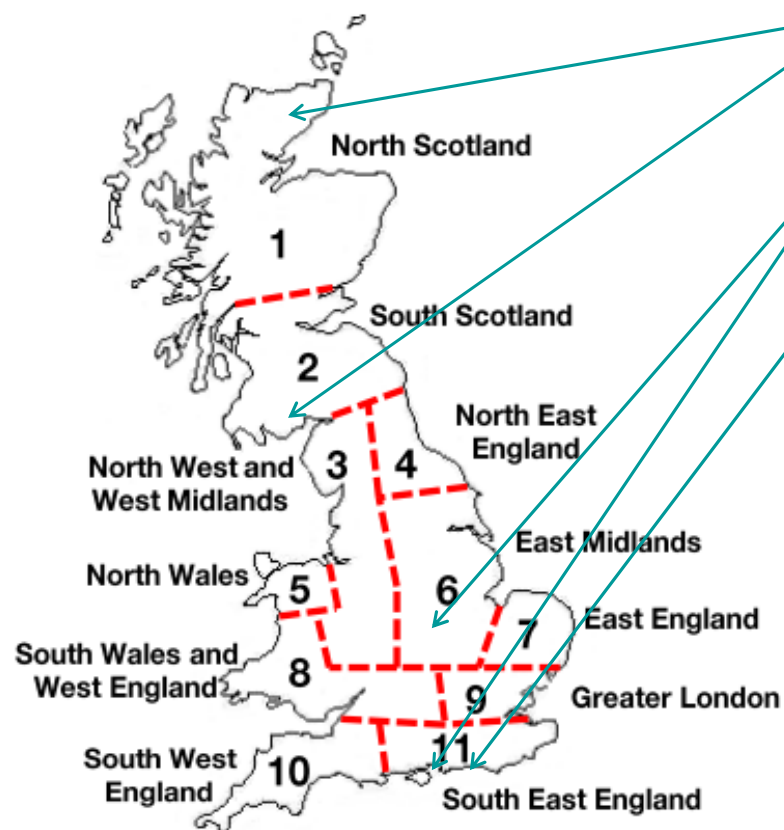 North Scotland
1
South Scotland
2
North East
England
3
4
North West and
West Midlands
East Midlands
North Wales
5
6
East England
7
South Wales and
West England
8
9
Greater London
11
South West
England
10
South East England